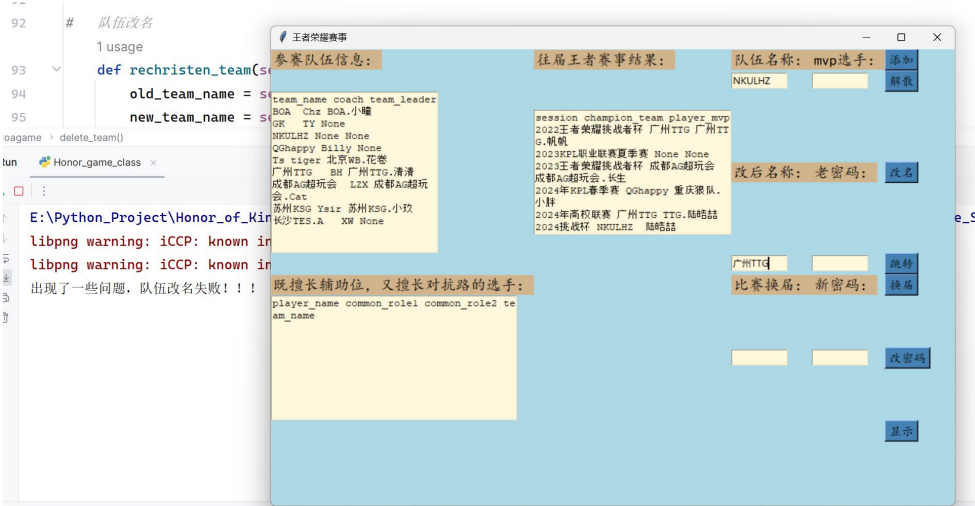 92 # 队伍改名
1 usage
93 def rechristen_team(se
94 old_team_name = se
95 new_team_name = s
oagame > delete_team()
un Honor_game_class ×
E:\Python_Project\Honor_of_Kin
libpng warning: iCCP: known in
libpng warning: iCCP: known in
出现了一些问题，队伍改名失败！！！
王者荣耀赛事
参赛队伍信息：
team_name coach team_leader
BOA Chz BOA.小瞳
GK TY None
NKULHZ None None
QGhappy Billy None
Ts tiger 北京WB.花卷
广州TTG BH 广州TTG.清清
成都AG超玩会 LZX 成都AG超玩
会.Cat
苏州KSG Ysir 苏州KSG.小玖
长沙TES.A XW None
往届王者赛事结果：
session champion_team player_mvp
2022王者荣耀挑战者杯 广州TTG 广州TT
G.帆帆
2023KPL职业联赛夏季赛 None None
2023王者荣耀挑战者杯 成都AG超玩会
成都AG超玩会.长生
2024年KPL春季赛 QGhappy 重庆狼队.
小胖
2024年高校联赛 广州TTG TTG.陆皓喆
2024挑战杯 NKULHZ 陆皓喆
既擅长辅助位，又擅长对抗路的选手：
player_name common_role1 common_role2 te
am_name
队伍名称： mvp选手： 添加
NKULHZ 解散
改后名称： 老密码： 改名
广州TTG 跳转
比赛换届： 新密码： 换届
改密码
显示
e_S